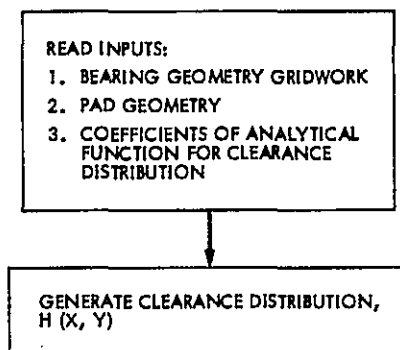 READ INPUTS:
1. BEARING GEOMETRY GRIDWORK
2. PAD GEOMETRY
3. COEFFICIENTS OF ANALYTICAL
FUNCTION FOR CLEARANCE
DISTRIBUTION
GENERATE CLEARANCE DISTRIBUTION,
H (X, Y)